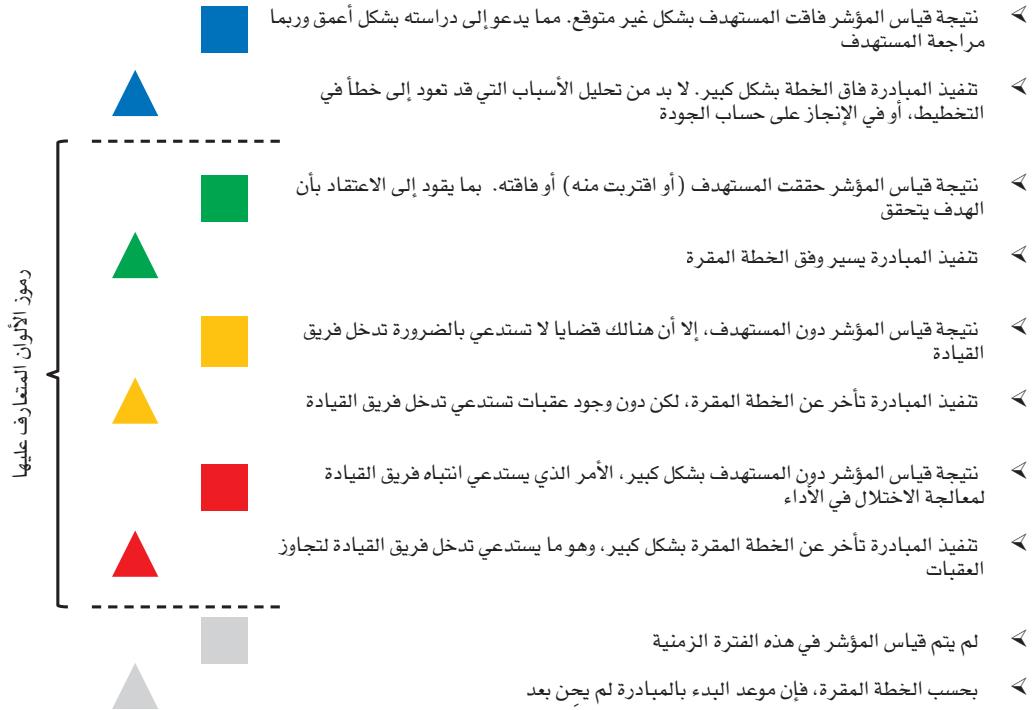 نتيجة قياس المؤشر فاقت المستهدف بشكل غير متوقع. مما يدعو إلى دراسته بشكل أعمق وربما
مراجعة المستهدف
تنفيذ المبادرة فاق الخطة بشكل كبير. لا بد من تحليل الأسباب التي قد تعود إلى خطأ في
التخطيط، أو في الإنجاز على حساب الجودة
نتيجة قياس المؤشر حققت المستهدف (أو اقتربت منه) أو فاقته. بما يقود إلى الاعتقاد بأن
الهدف يتحقق
تنفيذ المبادرة يسير وفق الخطة المقرة
نتيجة قياس المؤشر دون المستهدف، إلا أن هنالك قضايا لا تستدعي بالضرورة تدخل فريق
القيادة
تنفيذ المبادرة تأخر عن الخطة المقرة، لكن دون وجود عقبات تستدعي تدخل فريق القيادة
نتيجة قياس المؤشر دون المستهدف بشكل كبير، الأمر الذي يستدعي انتباه فريق القيادة
لمعالجة الاختلال في الأداء
تنفيذ المبادرة تأخر عن الخطة المقرة بشكل كبير، وهو ما يستدعي تدخل فريق القيادة لتجاوز
العقبات
لم يتم قياس المؤشر في هذه الفترة الزمنية
بحسب الخطة المقرة، فإن موعد البدء بالمبادرة لم يحِن بعد
رموز الألوان المتعارف عليها